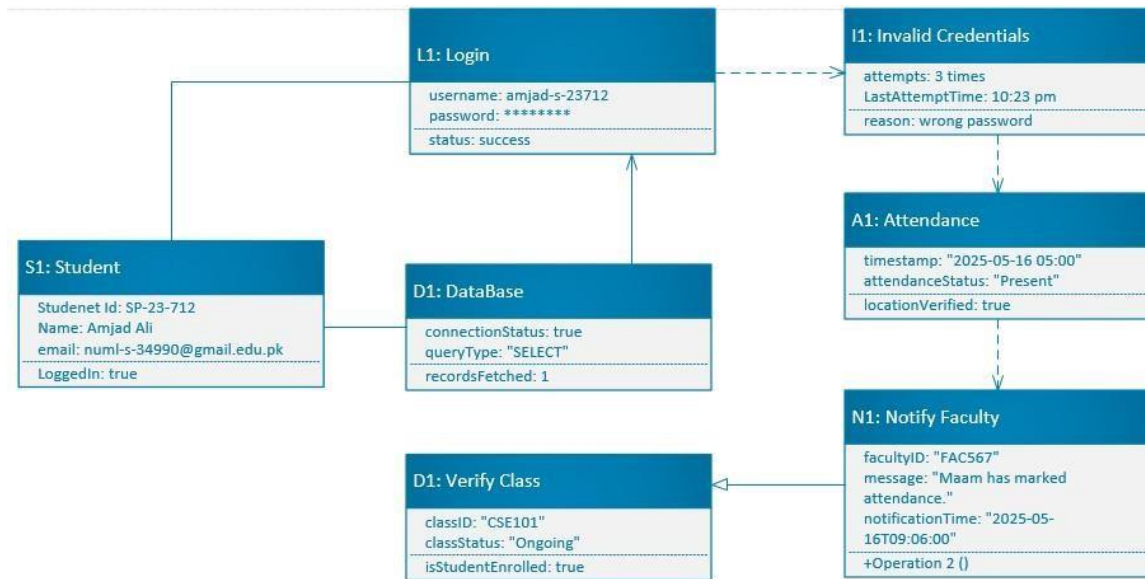 L1: Login
username: amjad-s-23712
password: ********
status: success
I1: Invalid Credentials
attempts: 3 times
LastAttemptTime: 10:23 pm
reason: wrong password
A1: Attendance
timestamp: "2025-05-16 05:00"
attendanceStatus: "Present"
locationVerified: true
S1: Student
Studenet Id: SP-23-712
Name: Amjad Ali
email: numl-s-34990@gmail.edu.pk
LoggedIn: true
D1: DataBase
connectionStatus: true
queryType: "SELECT"
recordsFetched: 1
N1: Notify Faculty
facultyID: "FAC567"
message: "Maam has marked
attendance."
notificationTime: "2025-05-
16T09:06:00"
+Operation 2 ()
D1: Verify Class
classID: "CSE101"
classStatus: "Ongoing"
isStudentEnrolled: true